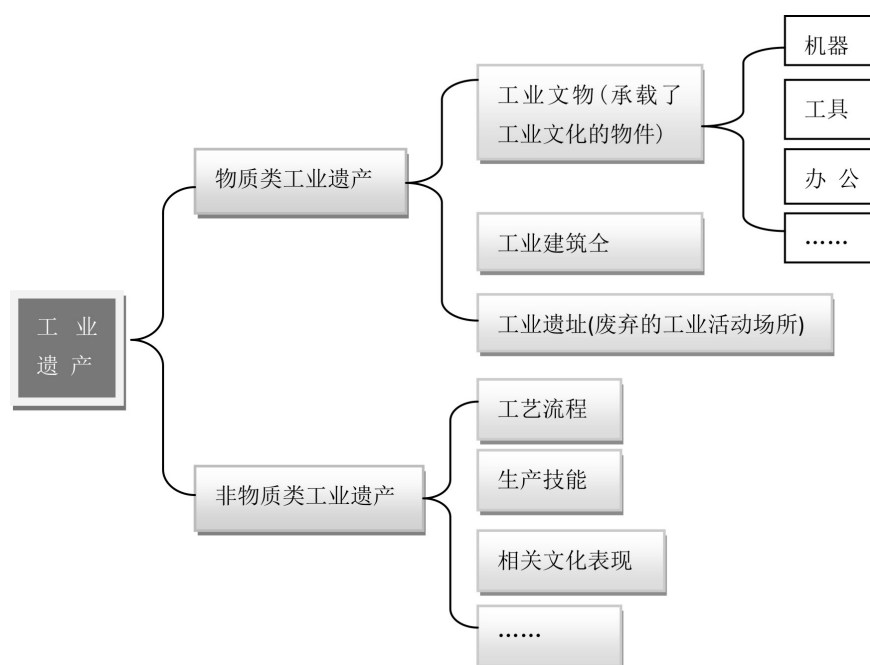 工 业
遗 产
物质类工业遗产
工业文物(承载了
工业文化的物件)
机器
工具
办 公
……
工业建筑仝
工业遗址(废弃的工业活动场所)
非物质类工业遗产
工艺流程
生产技能
相关文化表现
……